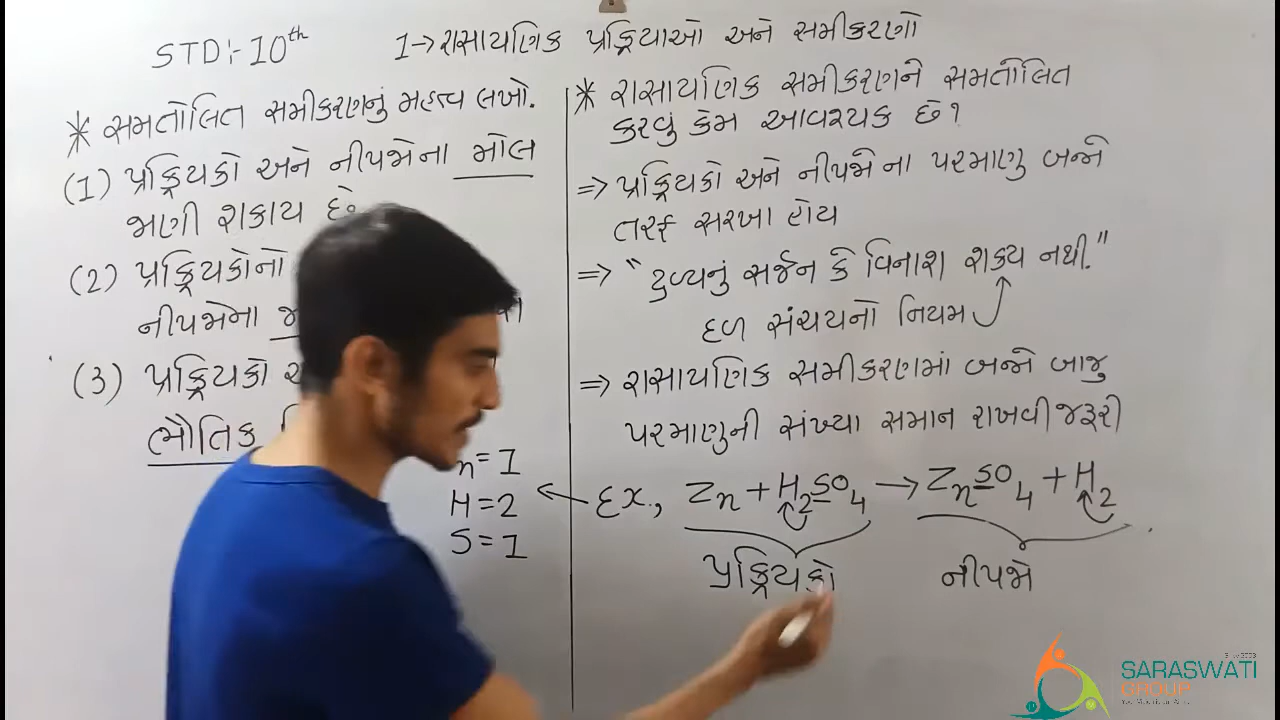 STD:- 10th
1→ રાસાયણિક પ્રક્રિયાઓ અને સમીકરણો
* સમતોલિત સમીકરણનું મહત્ત્વ લખો.
(1) પ્રક્રિયકો અને નીપજોના મોલ
જાણી શકાય છે
(2) પ્રક્રિયકોનો
નીપજોના
(3) પ્રક્રિયકો
ભૌતિક
n = 1
H = 2
S = 1
* રાસાયણિક સમીકરણને સમતોલિત
કરવું કેમ આવશ્યક છે?
⇒ પ્રક્રિયકો અને નીપજોના પરમાણુ બન્ને
તરફ સરખા હોય
⇒ "દ્રવ્યનું સર્જન કે વિનાશ શક્ય નથી."
દળ સંચયનો નિયમ
⇒ રાસાયણિક સમીકરણમાં બન્ને બાજુ
પરમાણુની સંખ્યા સમાન રાખવી જરૂરી
Ex., Zn + H2SO4 → ZnSO4 + H2
પ્રક્રિયકો નીપજો
SARASWATI
GROUP